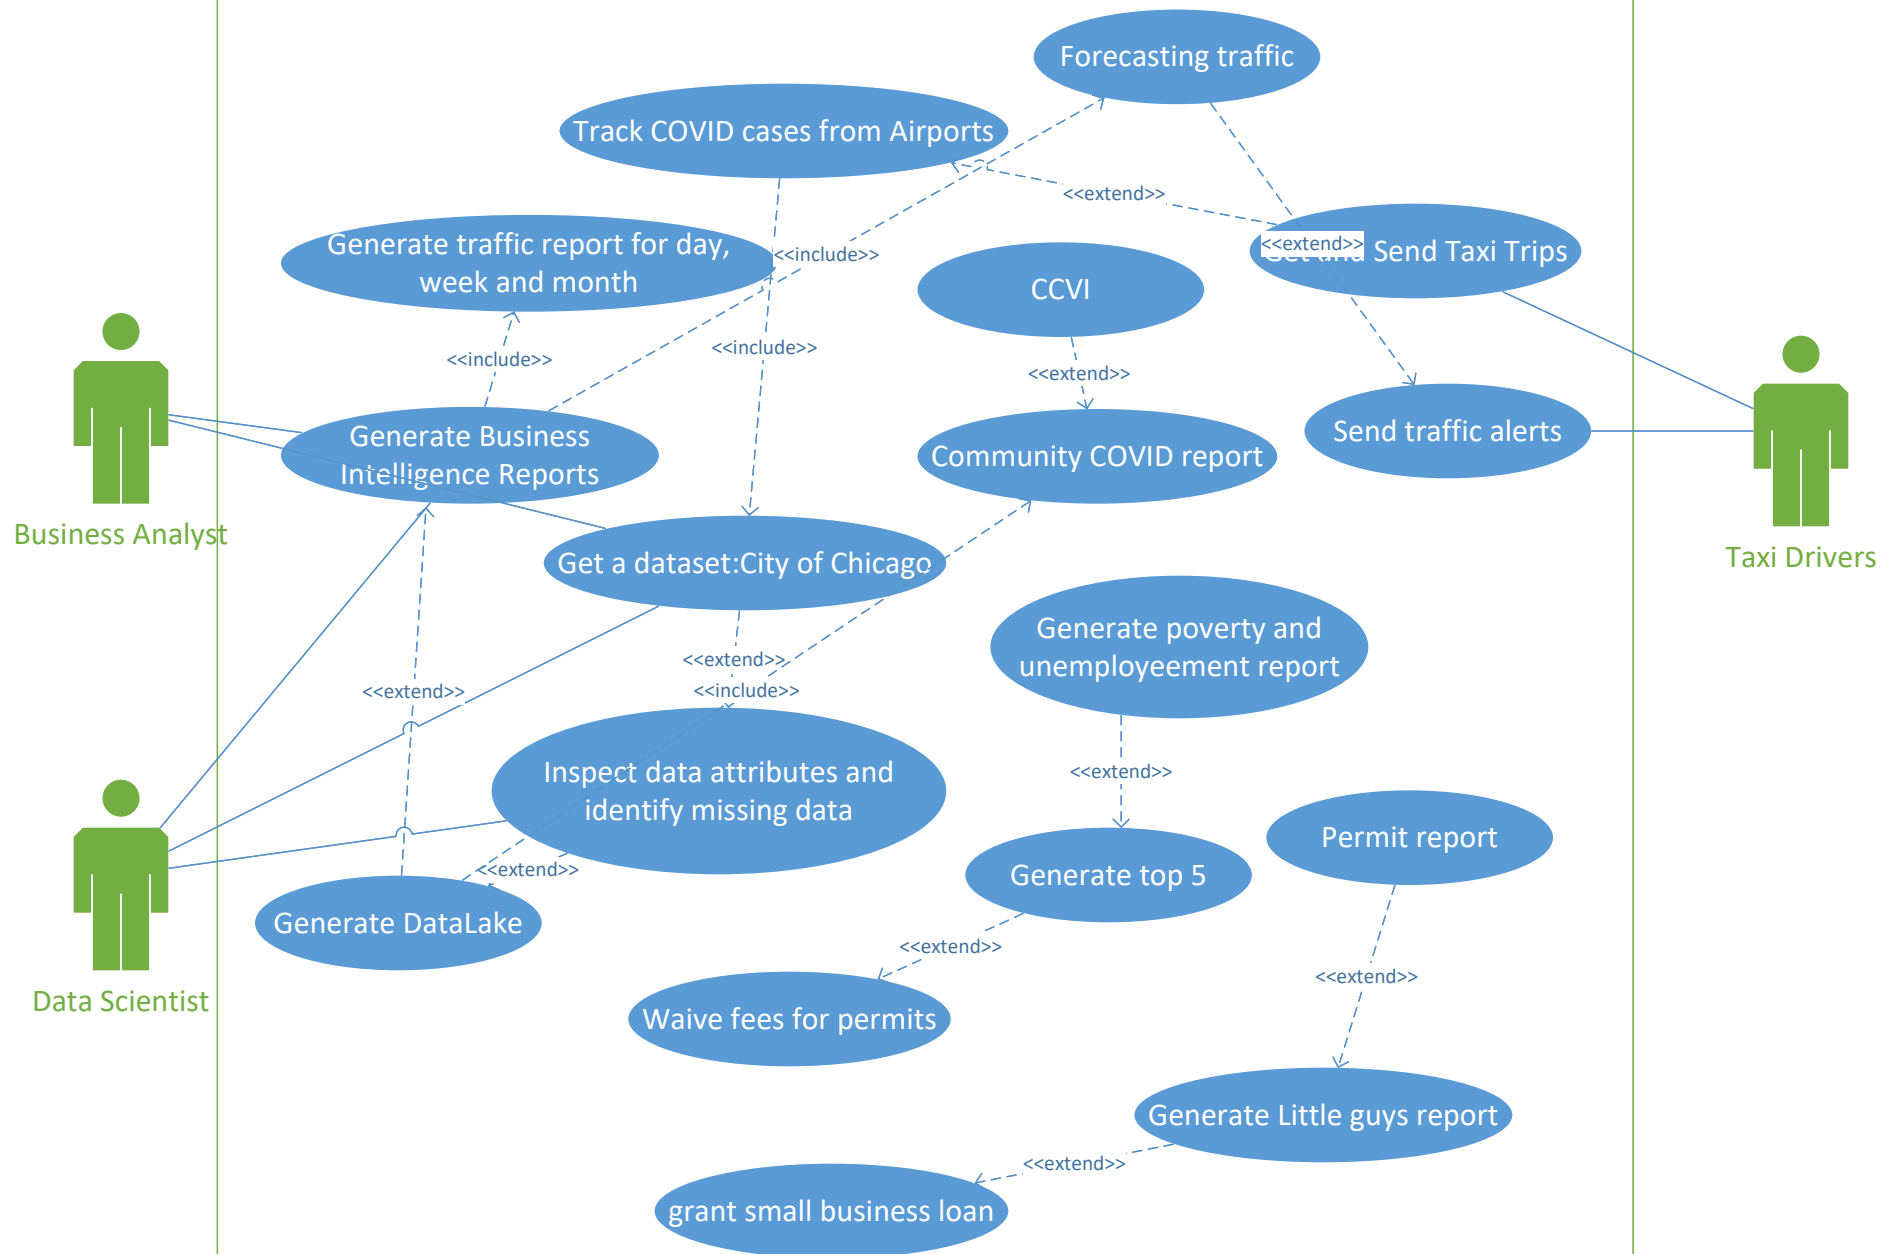 Forecasting traffic
Track COVID cases from Airports
<<extend>>
Generate traffic report for day,
week and month
<<include>>
<<extend>>
Get and Send Taxi Trips
CCVI
<<include>>
<<include>>
<<extend>>
Generate Business
Intelligence Reports
Community COVID report
Send traffic alerts
Business Analyst
Taxi Drivers
Get a dataset:City of Chicago
Generate poverty and
unemployeement report
<<extend>>
<<include>>
<<extend>>
Inspect data attributes and
identify missing data
<<extend>>
Permit report
<<extend>>
Generate top 5
Generate DataLake
<<extend>>
<<extend>>
Data Scientist
Waive fees for permits
Generate Little guys report
<<extend>>
grant small business loan